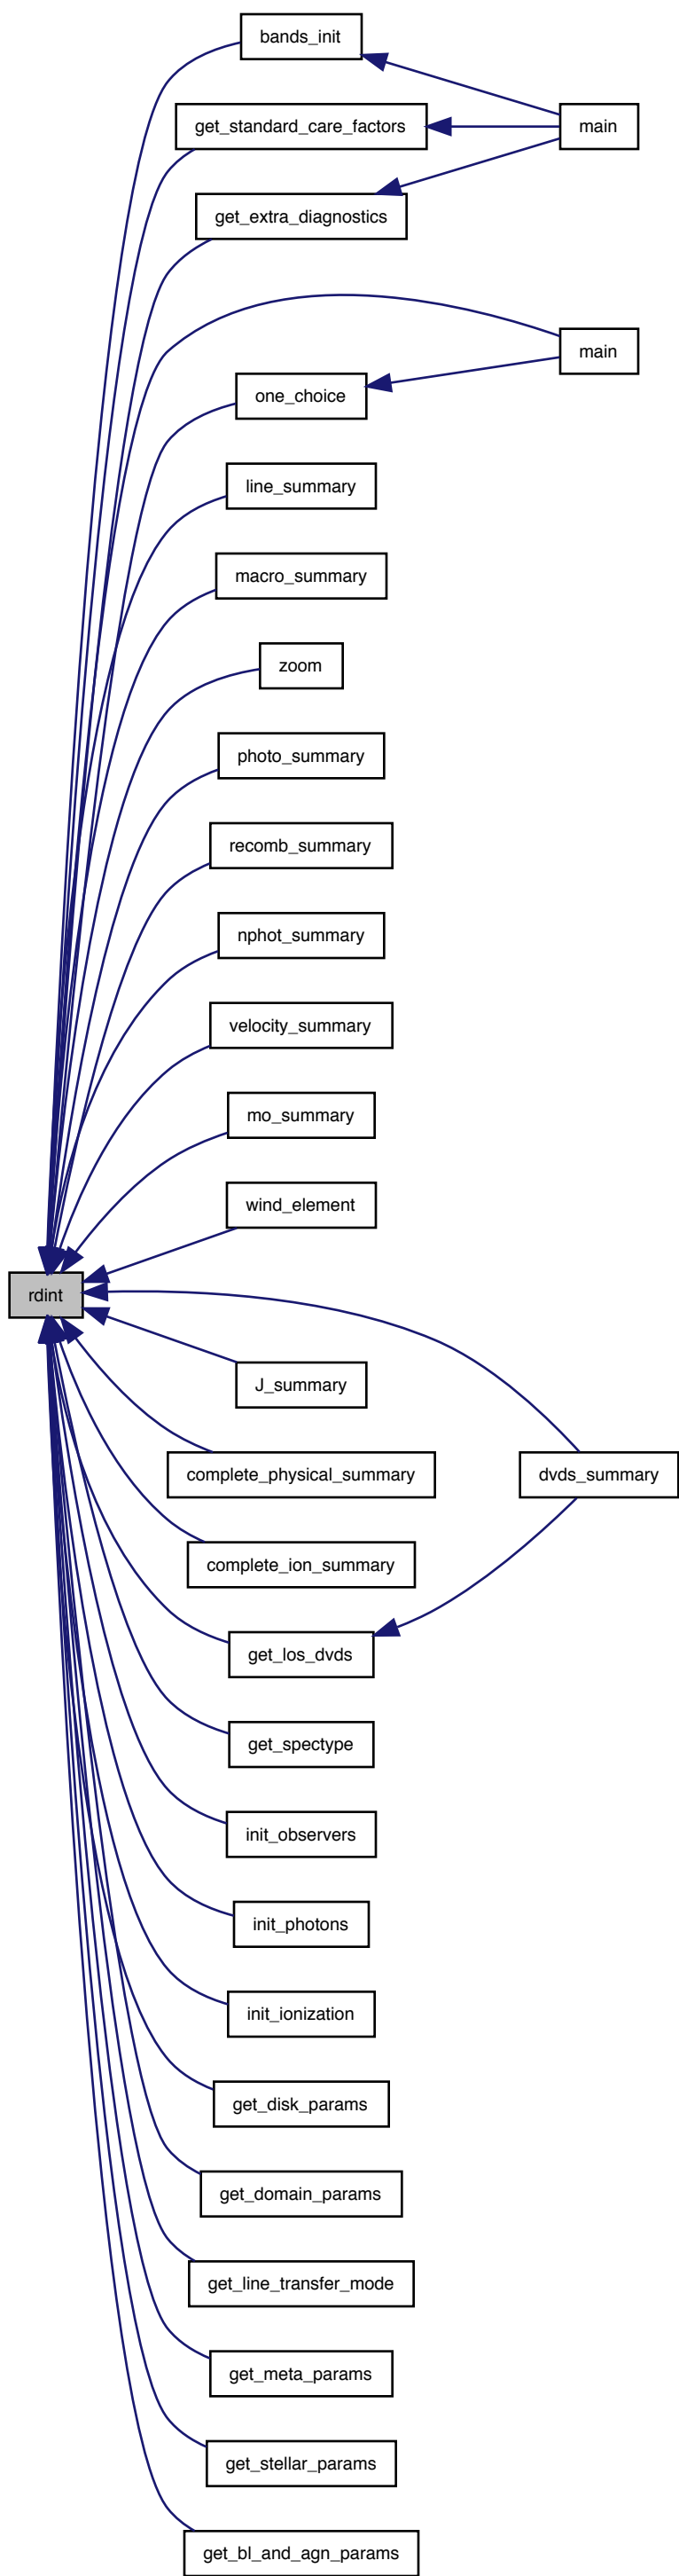 bands_init
get_standard_care_factors
main
get_extra_diagnostics
main
one_choice
line_summary
macro_summary
zoom
photo_summary
recomb_summary
nphot_summary
velocity_summary
mo_summary
wind_element
rdint
J_summary
complete_physical_summary
dvds_summary
complete_ion_summary
get_los_dvds
get_spectype
init_observers
init_photons
init_ionization
get_disk_params
get_domain_params
get_line_transfer_mode
get_meta_params
get_stellar_params
get_bl_and_agn_params